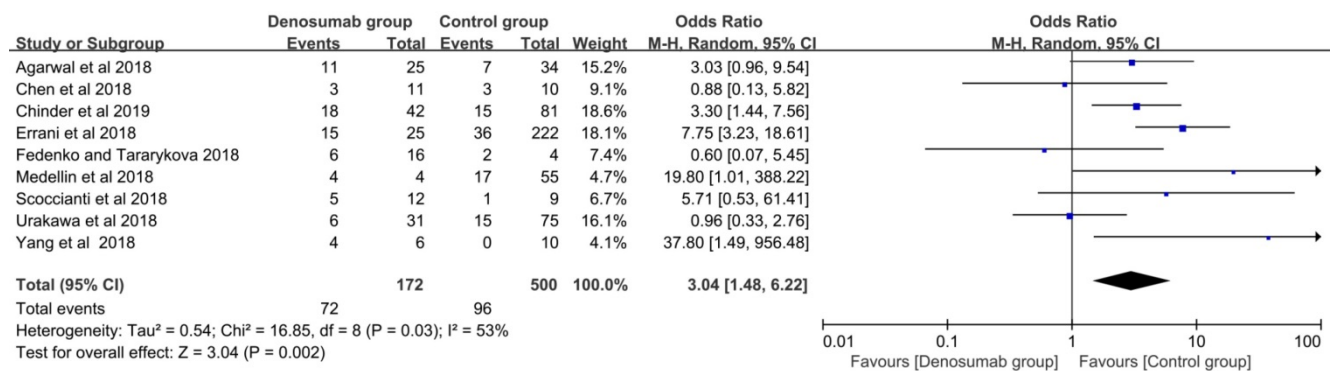 Denosumab group Control group Odds Ratio Odds Ratio
Study or Subgroup Events Total Events Total Weight M-H, Random, 95% CI M-H, Random, 95% CI
Agarwal et al 2018 11 25 7 34 15.2% 3.03 [0.96, 9.54]
Chen et al 2018 3 11 3 10 9.1% 0.88 [0.13, 5.82]
Chinder et al 2019 18 42 15 81 18.6% 3.30 [1.44, 7.56]
Errani et al 2018 15 25 36 222 18.1% 7.75 [3.23, 18.61]
Fedenko and Tararykova 2018 6 16 2 4 7.4% 0.60 [0.07, 5.45]
Medellin et al 2018 4 4 17 55 4.7% 19.80 [1.01, 388.22]
Scoccianti et al 2018 5 12 1 9 6.7% 5.71 [0.53, 61.41]
Urakawa et al 2018 6 31 15 75 16.1% 0.96 [0.33, 2.76]
Yang et al 2018 4 6 0 10 4.1% 37.80 [1.49, 956.48]
Total (95% CI) 172 500 100.0% 3.04 [1.48, 6.22]
Total events 72 96
Heterogeneity: Tau² = 0.54; Chi² = 16.85, df = 8 (P = 0.03); I² = 53%
Test for overall effect: Z = 3.04 (P = 0.002)
0.01 0.1 1 10 100
Favours [Denosumab group] Favours [Control group]